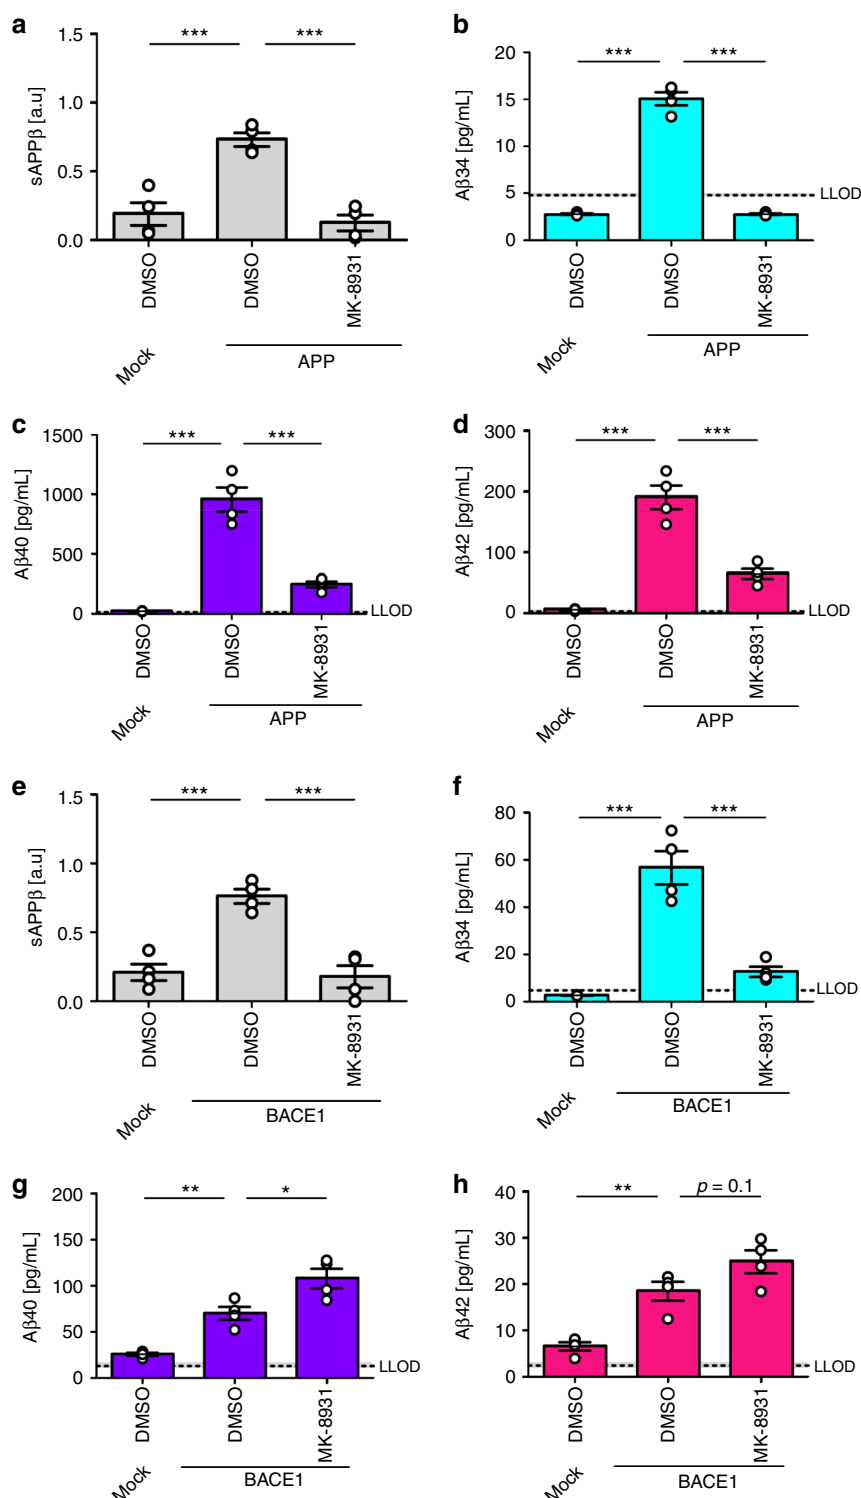 a
sAPPβ [a.u]
1.5
1.0
0.5
0.0
*** ***
DMSO
DMSO
MK-8931
Mock
APP
b
Aβ34 [pg/mL]
20
15
10
5
0
*** ***
LLOD
DMSO
DMSO
MK-8931
Mock
APP
c
Aβ40 [pg/mL]
1500
1000
500
0
*** ***
LLOD
DMSO
DMSO
MK-8931
Mock
APP
d
Aβ42 [pg/mL]
300
200
100
0
*** ***
LLOD
DMSO
DMSO
MK-8931
Mock
APP
e
sAPPβ [a.u]
1.5
1.0
0.5
0.0
*** ***
DMSO
DMSO
MK-8931
Mock
BACE1
f
Aβ34 [pg/mL]
80
60
40
20
0
*** ***
LLOD
DMSO
DMSO
MK-8931
Mock
BACE1
g
Aβ40 [pg/mL]
200
150
100
50
0
** *
LLOD
DMSO
DMSO
MK-8931
Mock
BACE1
h
Aβ42 [pg/mL]
40
30
20
10
0
** p = 0.1
LLOD
DMSO
DMSO
MK-8931
Mock
BACE1